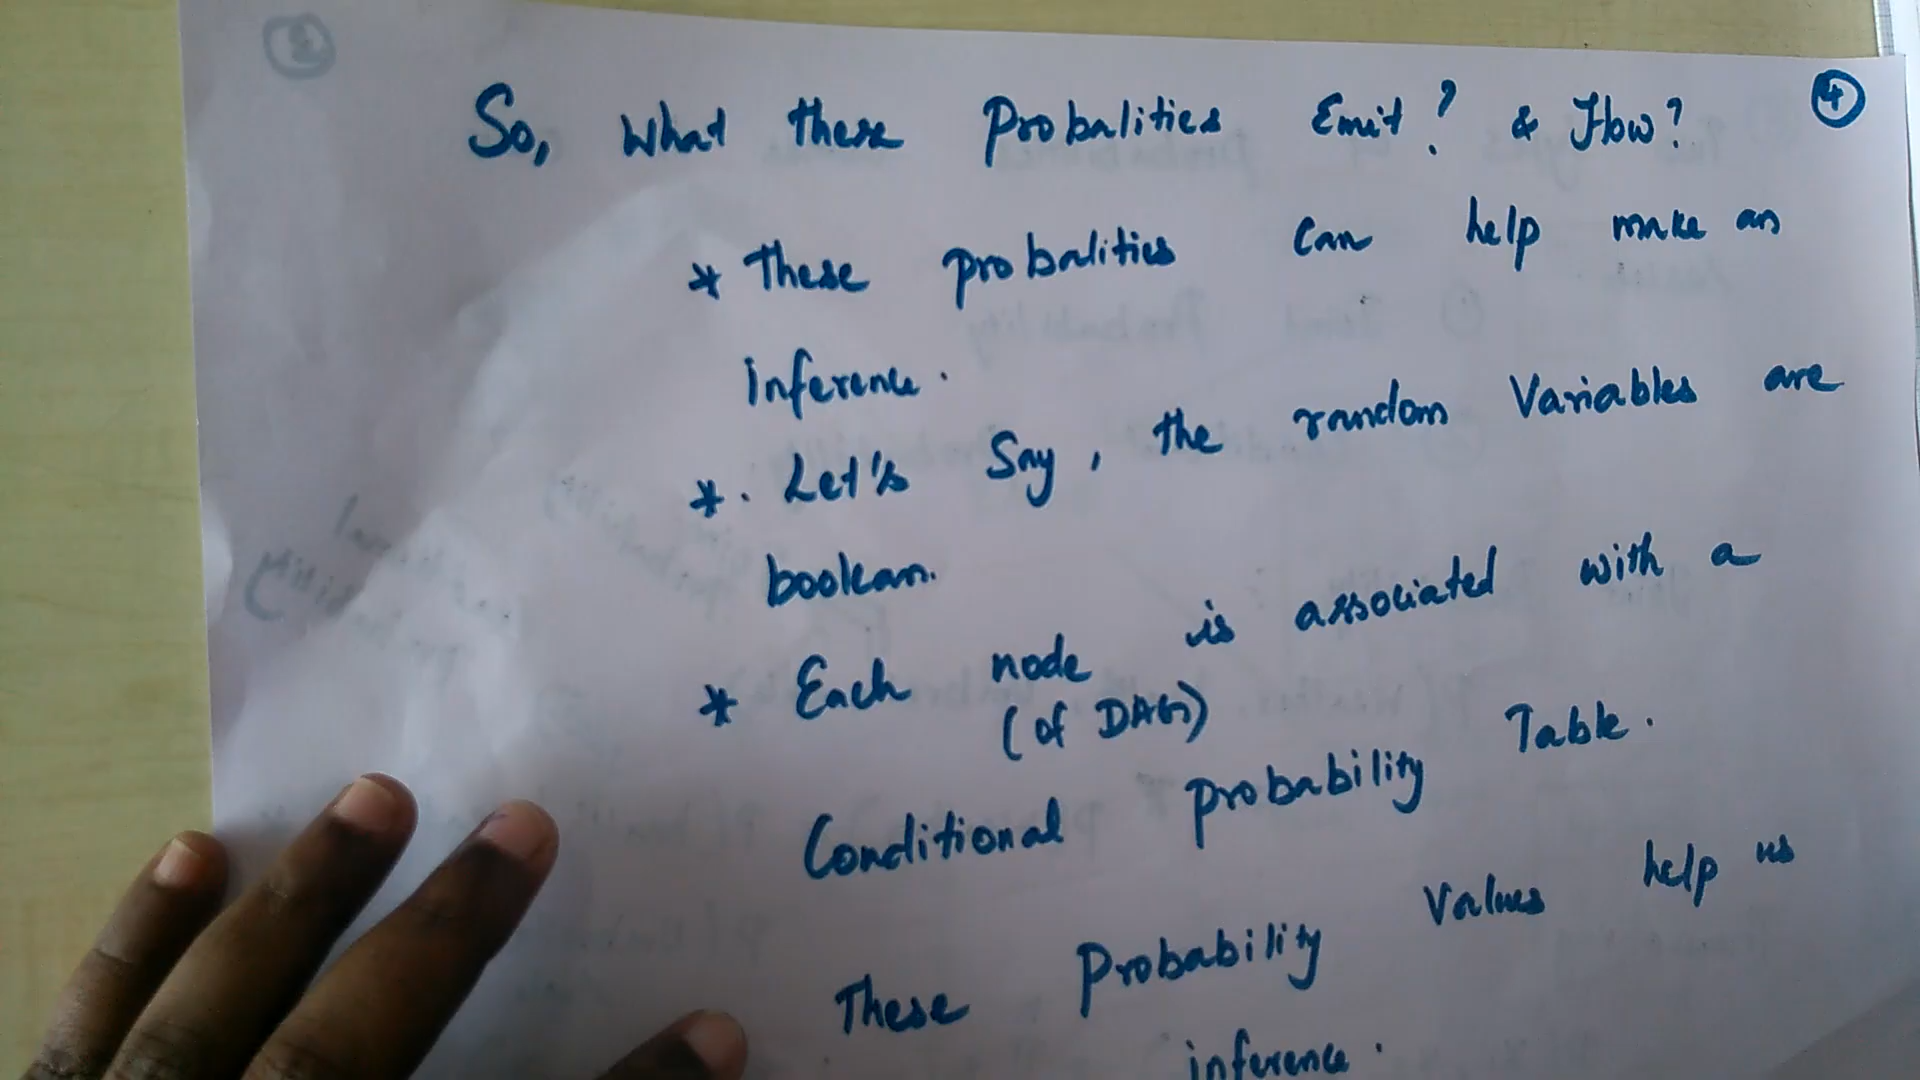 So, What these Probalities Emit? & How? 4
* These probalities can help make an
inference.
*. Let's Say, the random Variables are
boolean.
* Each node is associated with a
(of DAG)
Conditional probability Table.
These Probability Values help us
inference.